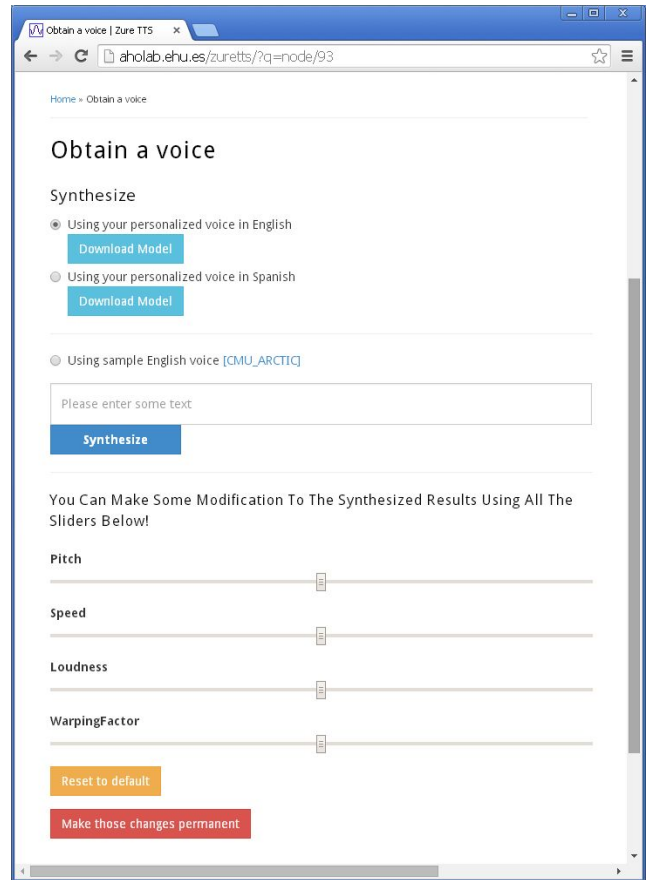 Obtain a voice | Zure TTS
aholab.ehu.es/zuretts/?q=node/93
Home » Obtain a voice
Obtain a voice
Synthesize
Using your personalized voice in English
Download Model
Using your personalized voice in Spanish
Download Model
Using sample English voice [CMU_ARCTIC]
Please enter some text
Synthesize
You Can Make Some Modification To The Synthesized Results Using All The
Sliders Below!
Pitch
Speed
Loudness
WarpingFactor
Reset to default
Make those changes permanent